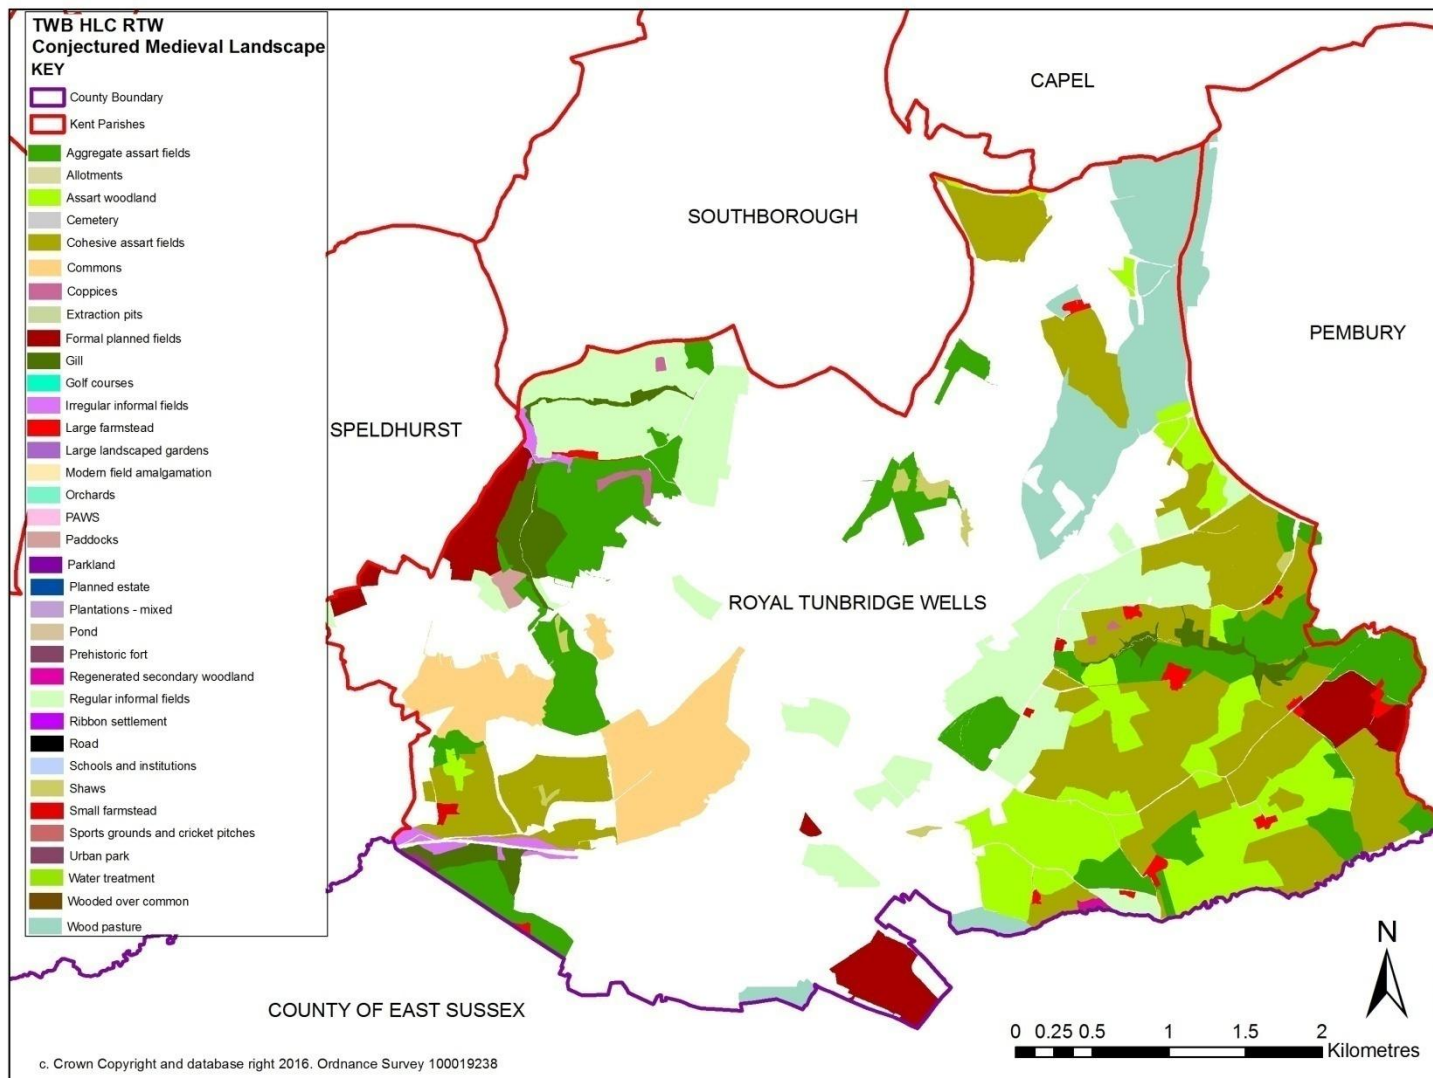 TWB HLC RTW
Conjectured Medieval Landscape
KEY
County Boundary
Kent Parishes
Aggregate assart fields
Allotments
Assart woodland
Cemetery
Cohesive assart fields
Commons
Coppices
Extraction pits
Formal planned fields
Gill
Golf courses
Irregular informal fields
Large farmstead
Large landscaped gardens
Modern field amalgamation
Orchards
PAWS
Paddocks
Parkland
Planned estate
Plantations - mixed
Pond
Prehistoric fort
Regenerated secondary woodland
Regular informal fields
Ribbon settlement
Road
Schools and institutions
Shaws
Small farmstead
Sports grounds and cricket pitches
Urban park
Water treatment
Wooded over common
Wood pasture
CAPEL
SOUTHBOROUGH
PEMBURY
SPELDHURST
ROYAL TUNBRIDGE WELLS
COUNTY OF EAST SUSSEX
N
0 0.25 0.5 1 1.5 2
Kilometres
c. Crown Copyright and database right 2016. Ordnance Survey 100019238